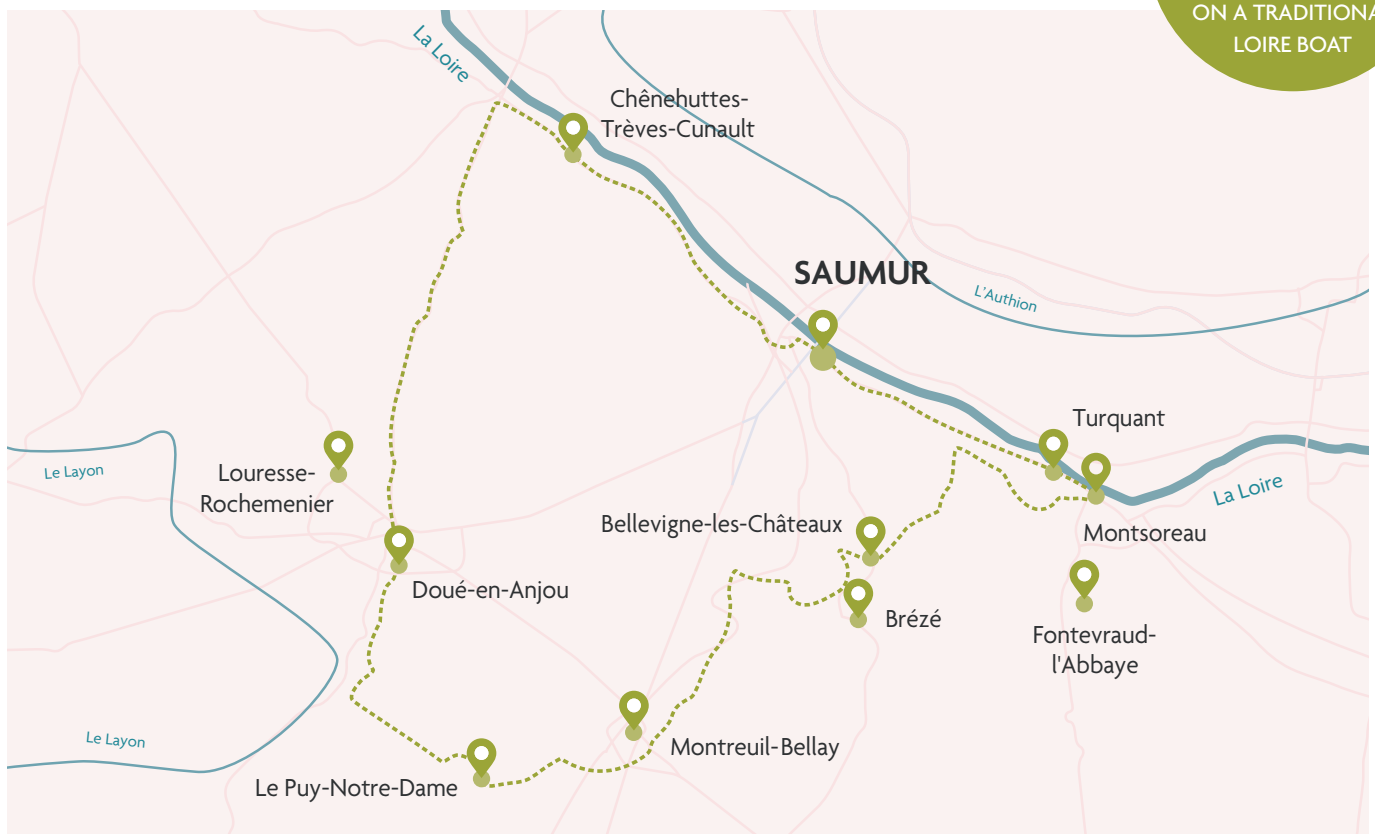 ON A TRADITIONA
LOIRE BOAT
La Loire
Chênehuttes-
Trèves-Cunault
SAUMUR
L'Authion
Turquant
Le Layon
Louresse-
Rochemenier
La Loire
Bellevigne-les-Châteaux
Montsoreau
Doué-en-Anjou
Brézé
Fontevraud-
l'Abbaye
Le Layon
Montreuil-Bellay
Le Puy-Notre-Dame